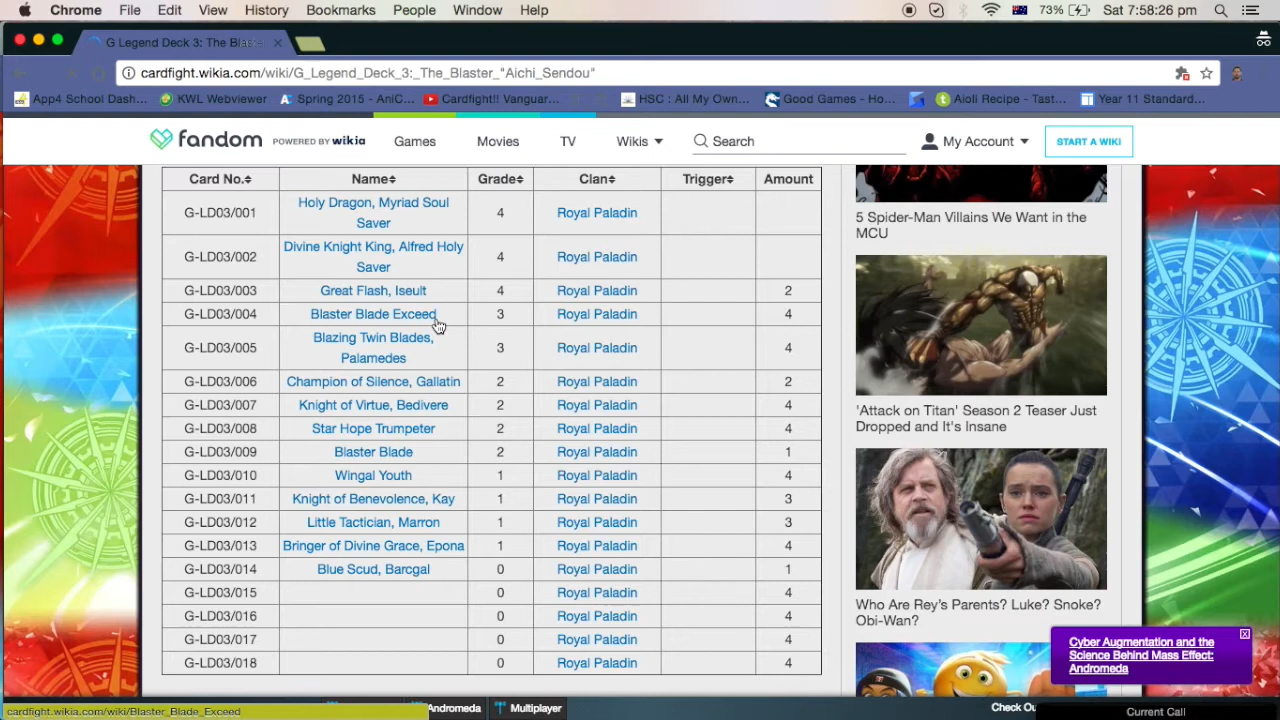 Chrome File Edit View History Bookmarks People Window Help 73% Sat 7:58:26 pm
G Legend Deck 3: The Blaster
cardfight.wikia.com/wiki/G_Legend_Deck_3:_The_Blaster_"Aichi_Sendou"
App4 School Dash... KWL Webviewer Spring 2015 - AniC... Cardfight!! Vanguar... HSC : All My Own... Good Games - Ho... Aioli Recipe - Tast... Year 11 Standard...
fandom POWERED BY wikia Games Movies TV Wikis Search My Account START A WIKI
Card No. Name Grade Clan Trigger Amount
G-LD03/001 Holy Dragon, Myriad Soul Saver 4 Royal Paladin
G-LD03/002 Divine Knight King, Alfred Holy Saver 4 Royal Paladin
G-LD03/003 Great Flash, Iseult 4 Royal Paladin 2
G-LD03/004 Blaster Blade Exceed 3 Royal Paladin 4
G-LD03/005 Blazing Twin Blades, Palamedes 3 Royal Paladin 4
G-LD03/006 Champion of Silence, Gallatin 2 Royal Paladin 2
G-LD03/007 Knight of Virtue, Bedivere 2 Royal Paladin 4
G-LD03/008 Star Hope Trumpeter 2 Royal Paladin 4
G-LD03/009 Blaster Blade 2 Royal Paladin 1
G-LD03/010 Wingal Youth 1 Royal Paladin 4
G-LD03/011 Knight of Benevolence, Kay 1 Royal Paladin 3
G-LD03/012 Little Tactician, Marron 1 Royal Paladin 3
G-LD03/013 Bringer of Divine Grace, Epona 1 Royal Paladin 4
G-LD03/014 Blue Scud, Barcgal 0 Royal Paladin 1
G-LD03/015 0 Royal Paladin 4
G-LD03/016 0 Royal Paladin 4
G-LD03/017 0 Royal Paladin 4
G-LD03/018 0 Royal Paladin 4
5 Spider-Man Villains We Want in the
MCU
'Attack on Titan' Season 2 Teaser Just
Dropped and It's Insane
Who Are Rey's Parents? Luke? Snoke?
Obi-Wan?
Cyber Augmentation and the
Science Behind Mass Effect:
Andromeda
Andromeda Multiplayer Check Ou
cardfight.wikia.com/wiki/Blaster_Blade_Exceed
Current Call